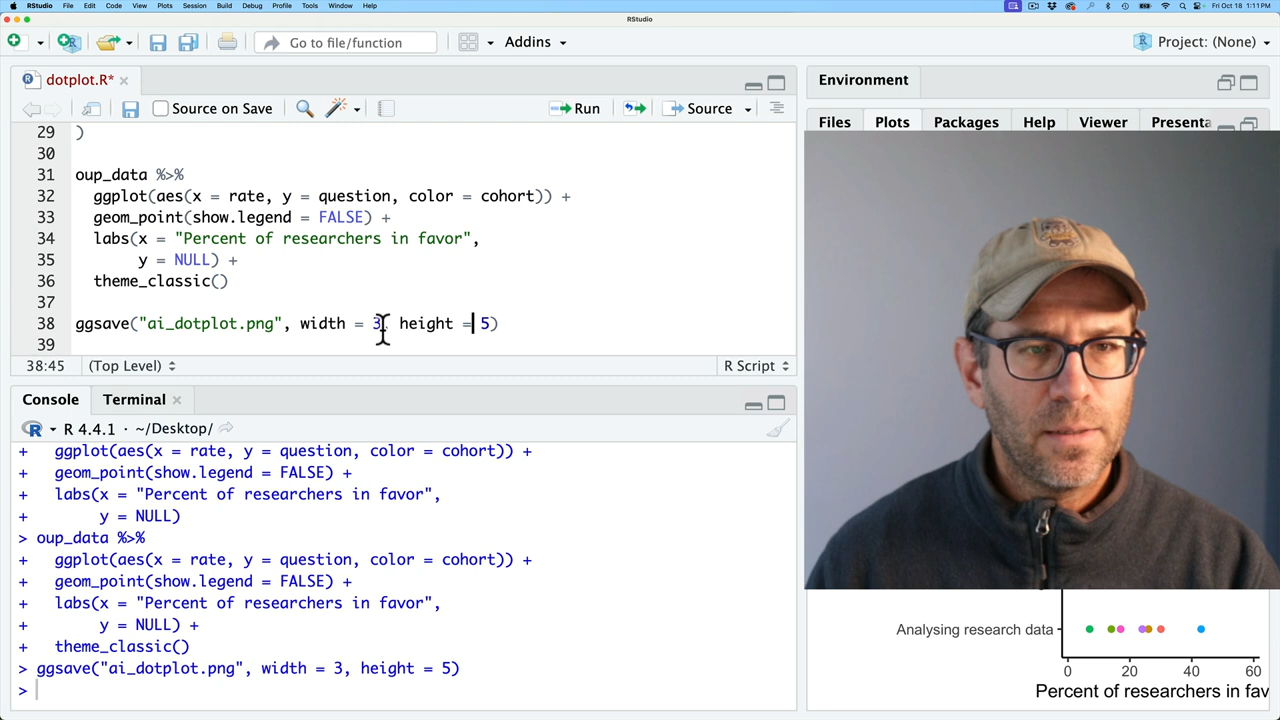 RStudio File Edit Code View Plots Session Build Debug Profile Tools Window Help Fri Oct 18 1:11PM
RStudio
Go to file/function Addins Project: (None)
dotplot.R*
Source on Save Run Source
29 )
30
31 oup_data %>%
32 ggplot(aes(x = rate, y = question, color = cohort)) +
33 geom_point(show.legend = FALSE) +
34 labs(x = "Percent of researchers in favor",
35 y = NULL) +
36 theme_classic()
37
38 ggsave("ai_dotplot.png", width = 3, height = 5)
39
38:45 (Top Level) R Script
Console Terminal
R 4.4.1 · ~/Desktop/
+ ggplot(aes(x = rate, y = question, color = cohort)) +
+ geom_point(show.legend = FALSE) +
+ labs(x = "Percent of researchers in favor",
+ y = NULL)
> oup_data %>%
+ ggplot(aes(x = rate, y = question, color = cohort)) +
+ geom_point(show.legend = FALSE) +
+ labs(x = "Percent of researchers in favor",
+ y = NULL) +
+ theme_classic()
> ggsave("ai_dotplot.png", width = 3, height = 5)
>
Environment
Files Plots Packages Help Viewer Presenta
Analysing research data
0 20 40 60
Percent of researchers in fav